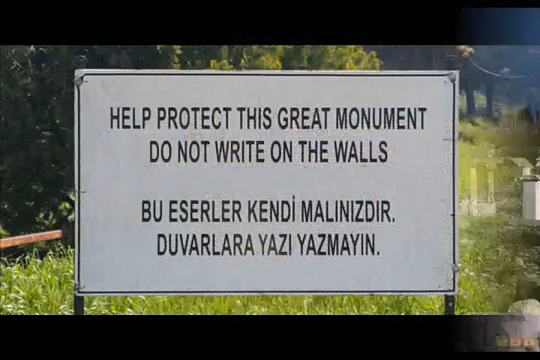 HELP PROTECT THIS GREAT MONUMENT
DO NOT WRITE ON THE WALLS
BU ESERLER KENDİ MALINIZDIR.
DUVARLARA YAZI YAZMAYIN.